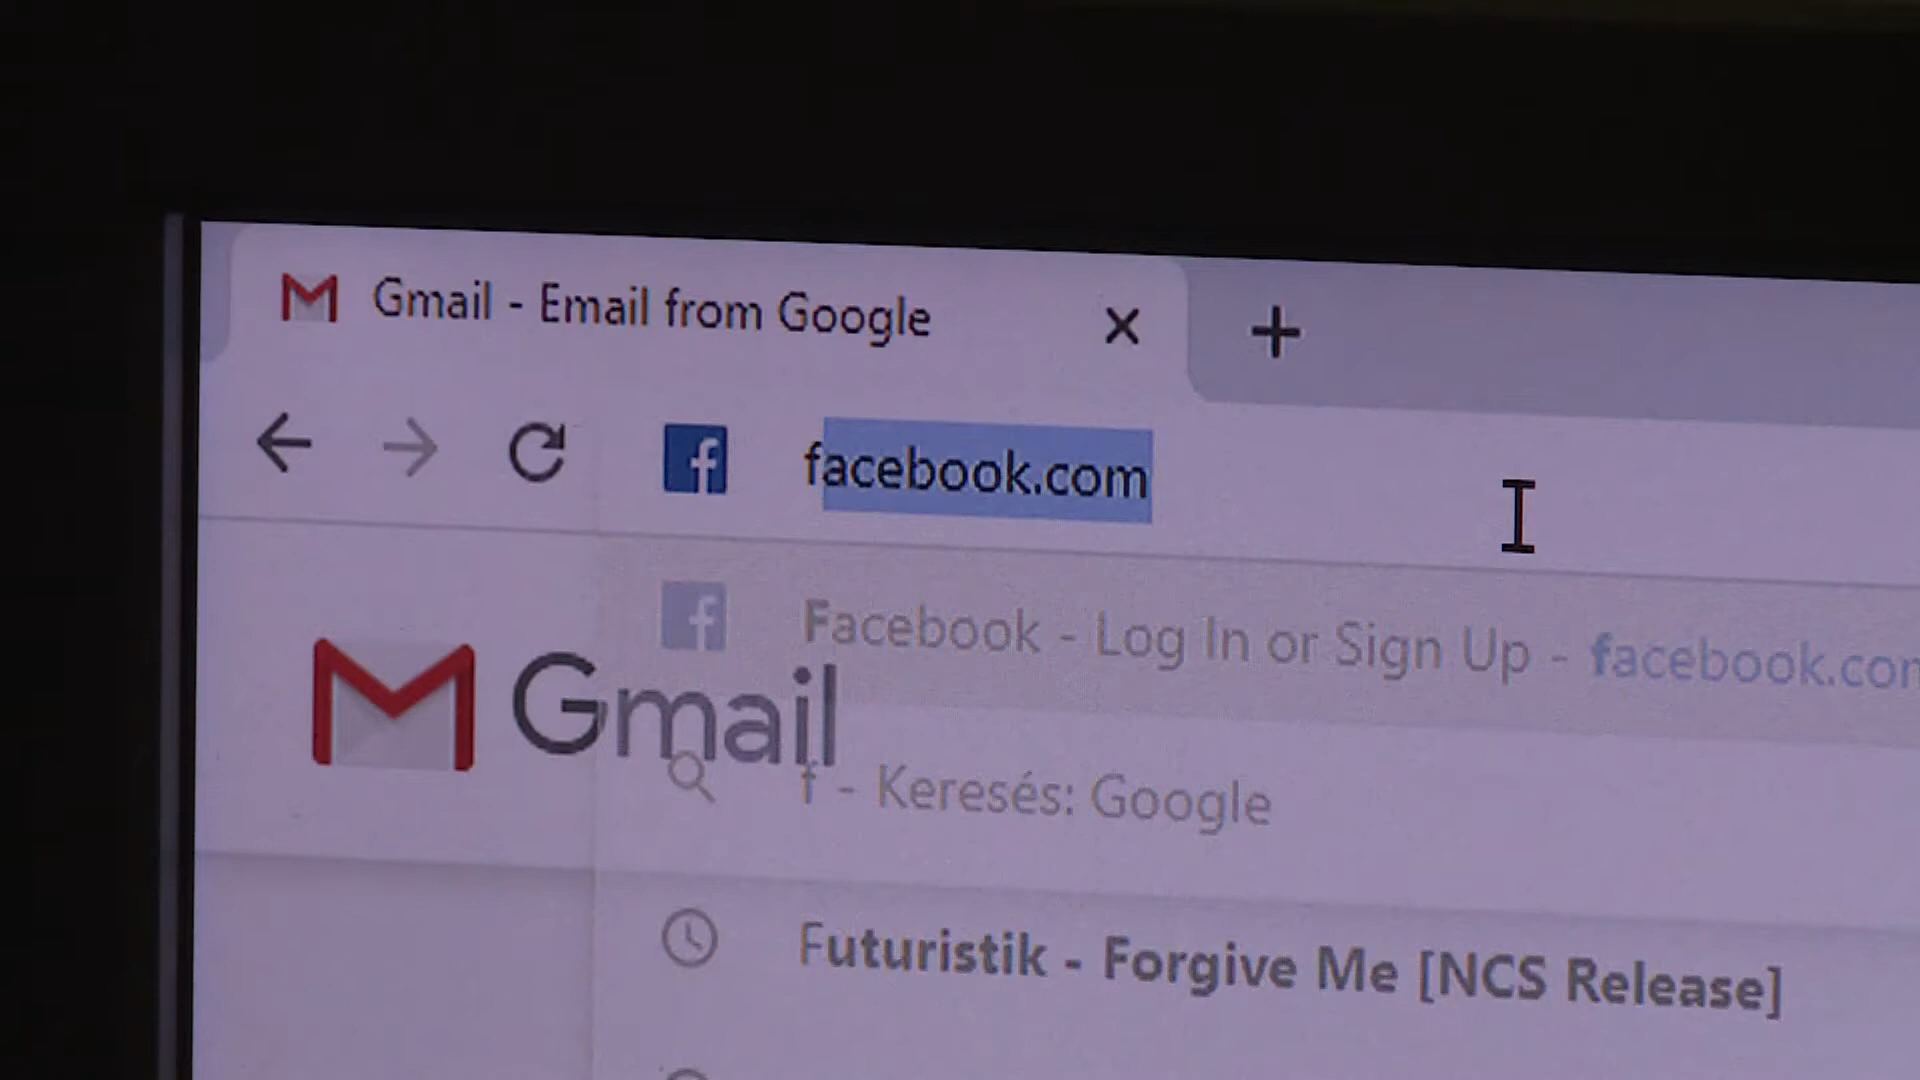 Gmail - Email from Google
facebook.com
Facebook - Log In or Sign Up - facebook.com
Gmail
f - Keresés: Google
Futuristik - Forgive Me [NCS Release]